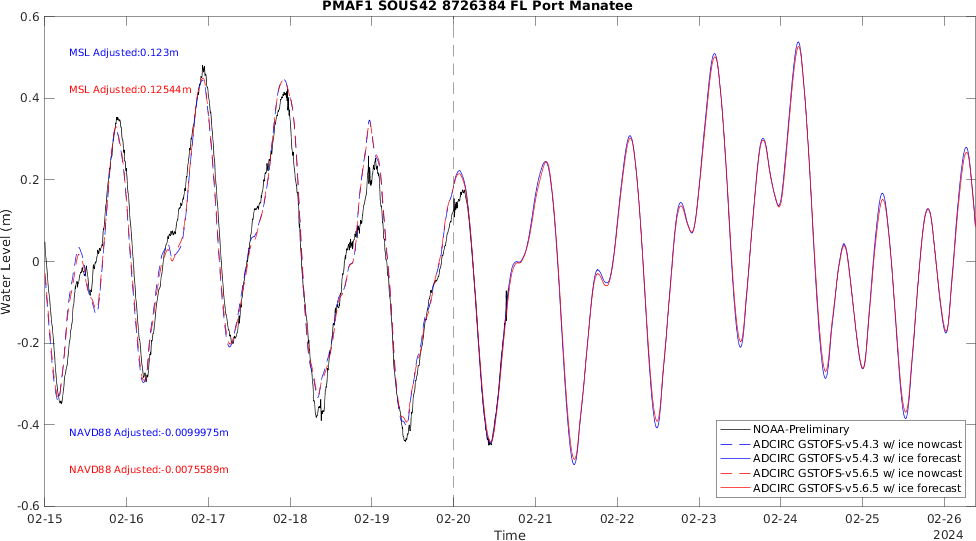 PMAF1 SOUS42 8726384 FL Port Manatee
0.6
MSL Adjusted:0.123m
MSL Adjusted:0.12544m
0.4
0.2
Water Level (m)
0
-0.2
-0.4
NAVD88 Adjusted:-0.0099975m
NAVD88 Adjusted:-0.0075589m
NOAA-Preliminary
ADCIRC GSTOFS-v5.4.3 w/ ice nowcast
ADCIRC GSTOFS-v5.4.3 w/ ice forecast
ADCIRC GSTOFS-v5.6.5 w/ ice nowcast
ADCIRC GSTOFS-v5.6.5 w/ ice forecast
-0.6
02-15 02-16 02-17 02-18 02-19 02-20 02-21 02-22 02-23 02-24 02-25 02-26
Time
2024